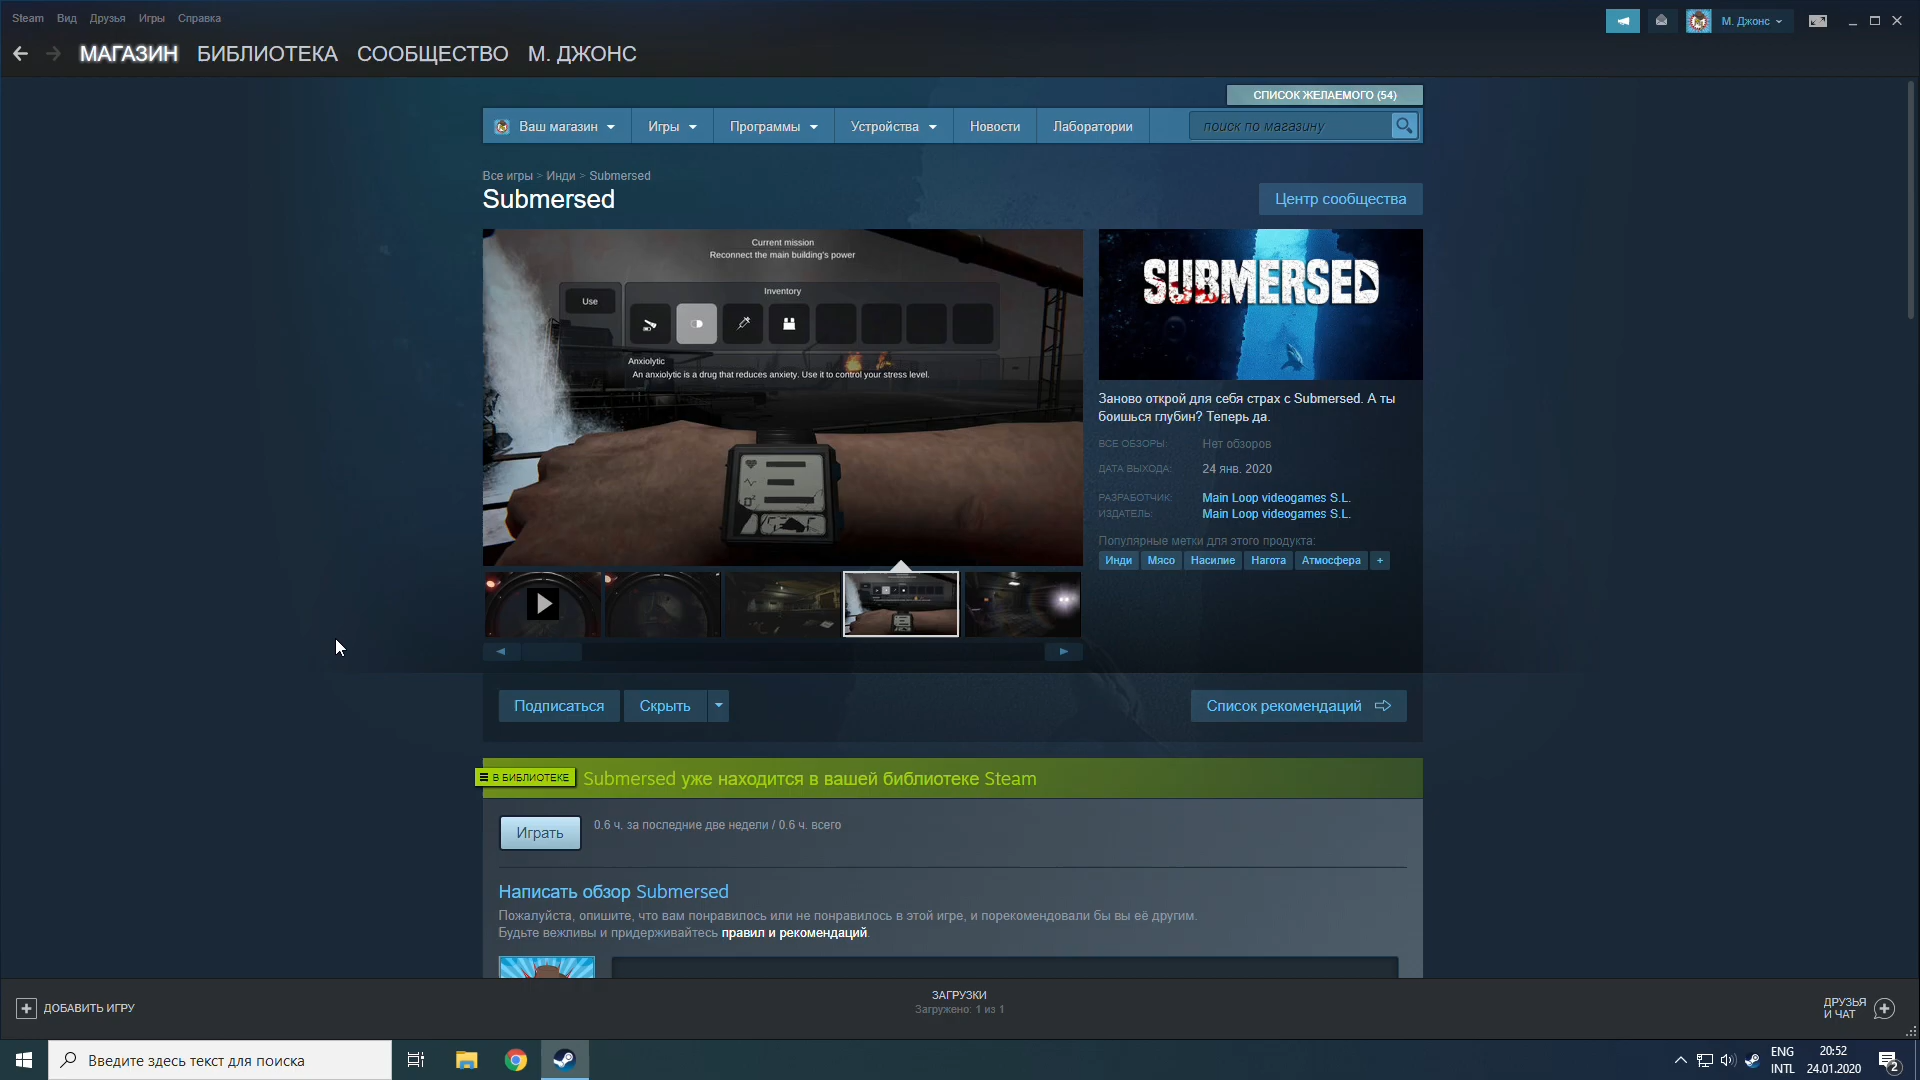 Steam Вид Друзья Игры Справка
М. Джонс
МАГАЗИН БИБЛИОТЕКА СООБЩЕСТВО М. ДЖОНС
СПИСОК ЖЕЛАЕМОГО (54)
Ваш магазин Игры Программы Устройства Новости Лаборатории поиск по магазину
Все игры > Инди > Submersed
Submersed
Центр сообщества
Current mission
Reconnect the main building's power
Use
Inventory
Anxiolytic
An anxiolytic is a drug that reduces anxiety. Use it to control your stress level.
SUBMERSED
Заново открой для себя страх с Submersed. А ты
боишься глубин? Теперь да.
ВСЕ ОБЗОРЫ: Нет обзоров
ДАТА ВЫХОДА: 24 янв. 2020
РАЗРАБОТЧИК: Main Loop videogames S.L.
ИЗДАТЕЛЬ: Main Loop videogames S.L.
Популярные метки для этого продукта:
Инди Мясо Насилие Нагота Атмосфера +
Подписаться Скрыть Список рекомендаций
В БИБЛИОТЕКЕ Submersed уже находится в вашей библиотеке Steam
Играть 0.6 ч. за последние две недели / 0.6 ч. всего
Написать обзор Submersed
Пожалуйста, опишите, что вам понравилось или не понравилось в этой игре, и порекомендовали бы вы её другим.
Будьте вежливы и придерживайтесь правил и рекомендаций.
ДОБАВИТЬ ИГРУ
ЗАГРУЗКИ
Загружено: 1 из 1
ДРУЗЬЯ
И ЧАТ
Введите здесь текст для поиска
ENG
INTL
20:52
24.01.2020
2